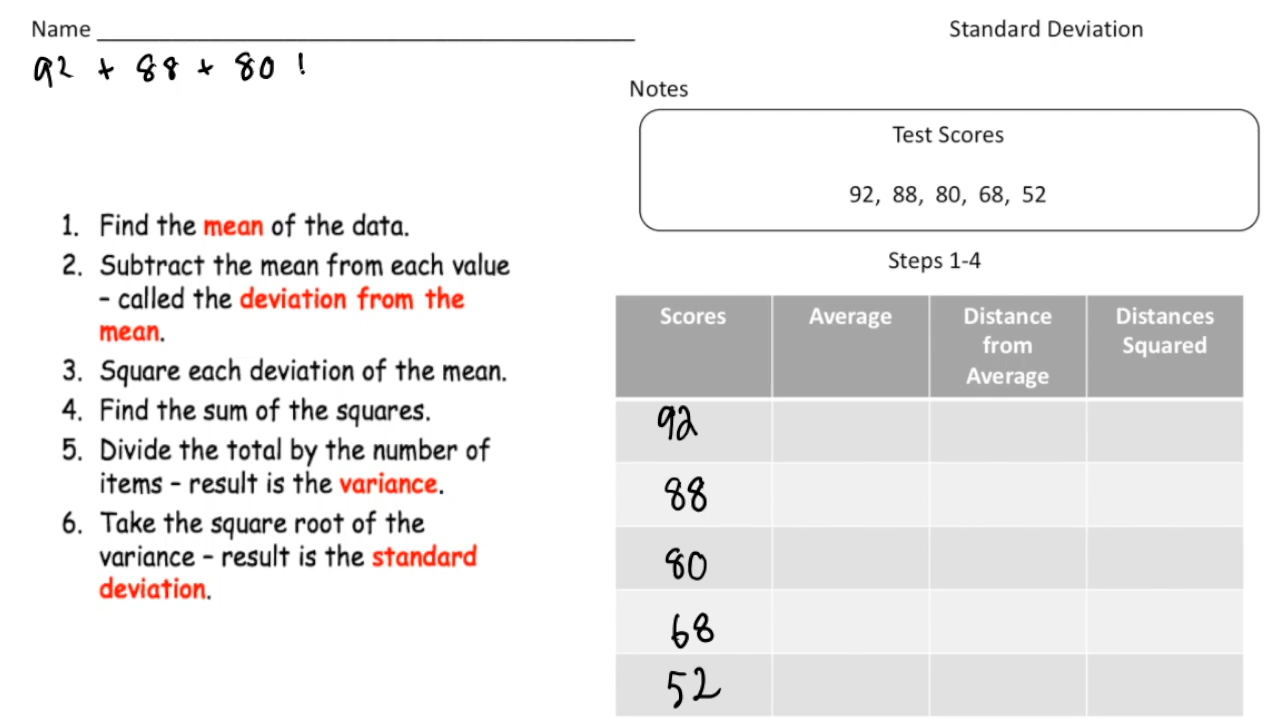 Name
Standard Deviation
92 + 88 + 80
Notes
Test Scores
92, 88, 80, 68, 52
1. Find the mean of the data.
2. Subtract the mean from each value
– called the deviation from the
mean.
3. Square each deviation of the mean.
4. Find the sum of the squares.
5. Divide the total by the number of
items – result is the variance.
6. Take the square root of the
variance – result is the standard
deviation.
Steps 1-4
Scores Average Distance from Average Distances Squared
92
88
80
68
52